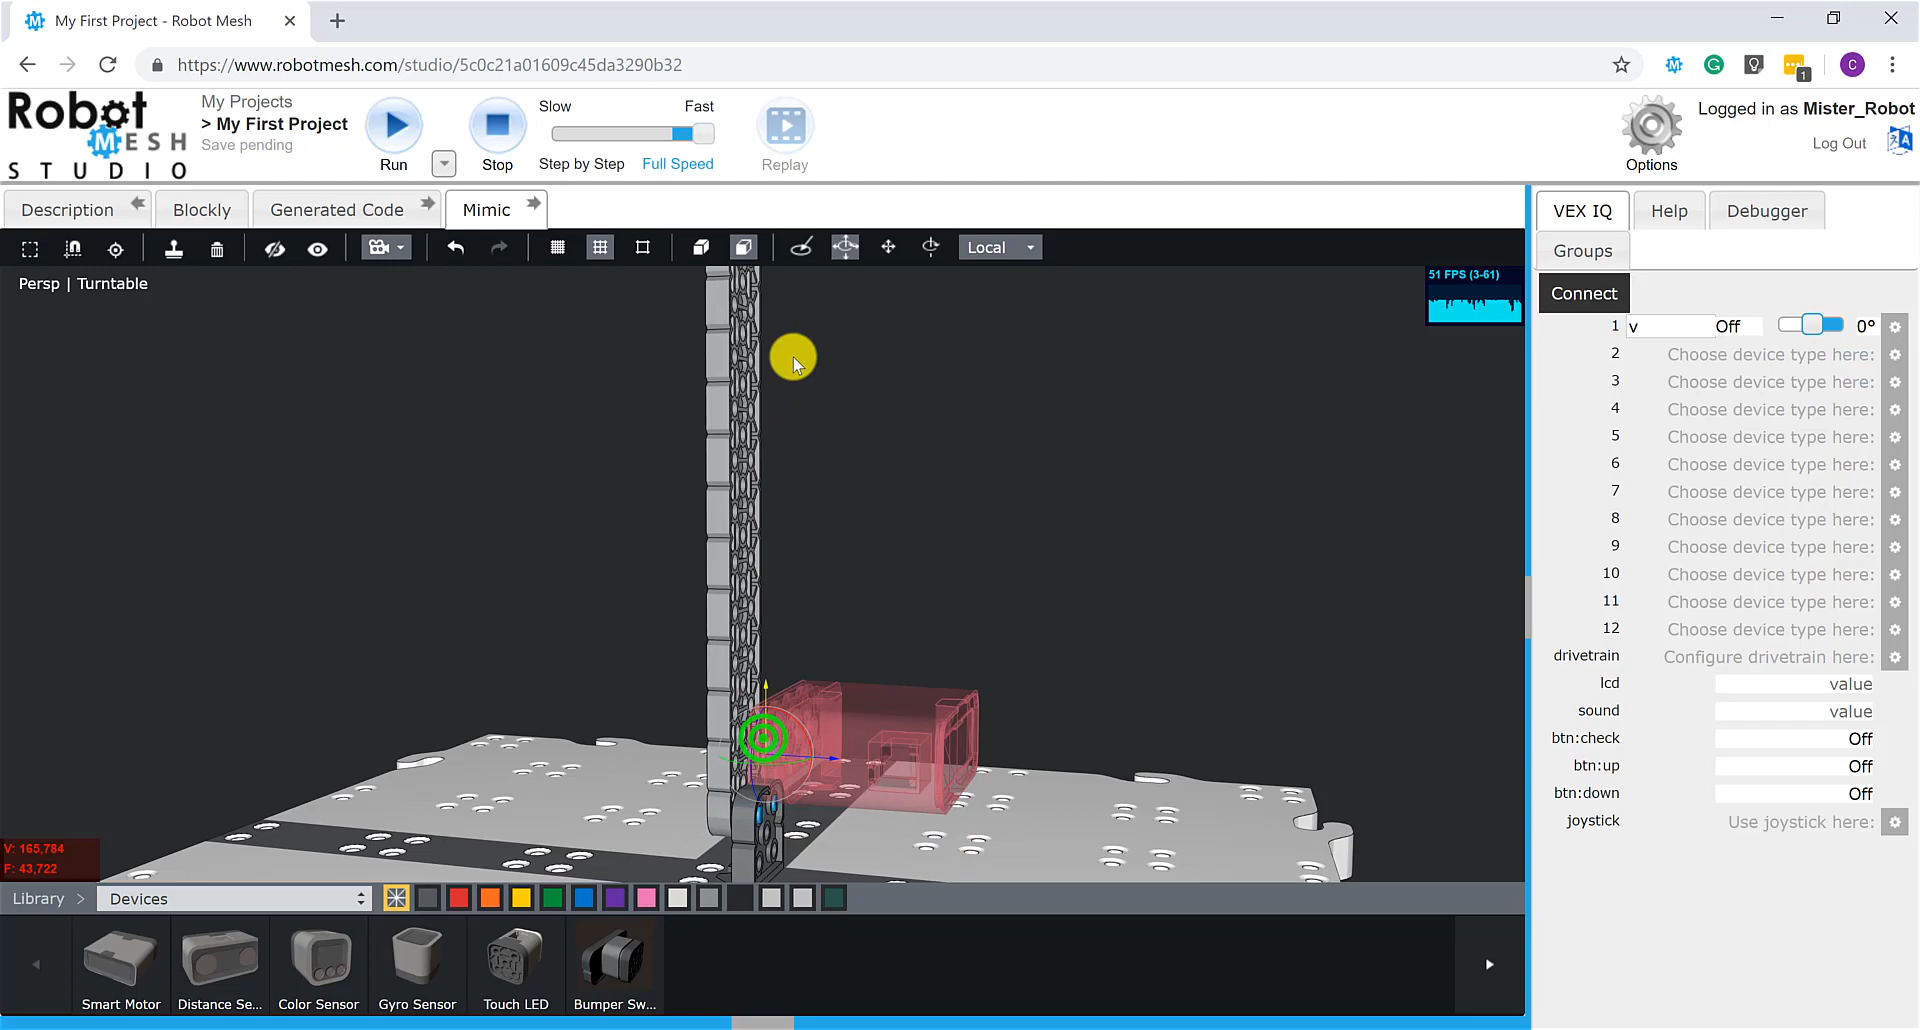 My First Project - Robot Mesh
https://www.robotmesh.com/studio/5c0c21a01609c45da3290b32
1
C
Robot
MESH
STUDIO
My Projects
> My First Project
Save pending
Run
Stop
Slow
Fast
Step by Step
Full Speed
Replay
Options
Logged in as Mister_Robot
Log Out
Description
Blockly
Generated Code
Mimic
Local
Persp | Turntable
51 FPS (3-61)
V: 165,784
F: 43,722
Library >
Devices
Smart Motor
Distance Se...
Color Sensor
Gyro Sensor
Touch LED
Bumper Sw...
VEX IQ
Help
Debugger
Groups
Connect
1 v Off 0°
2 Choose device type here:
3 Choose device type here:
4 Choose device type here:
5 Choose device type here:
6 Choose device type here:
7 Choose device type here:
8 Choose device type here:
9 Choose device type here:
10 Choose device type here:
11 Choose device type here:
12 Choose device type here:
drivetrain Configure drivetrain here:
lcd value
sound value
btn:check Off
btn:up Off
btn:down Off
joystick Use joystick here: